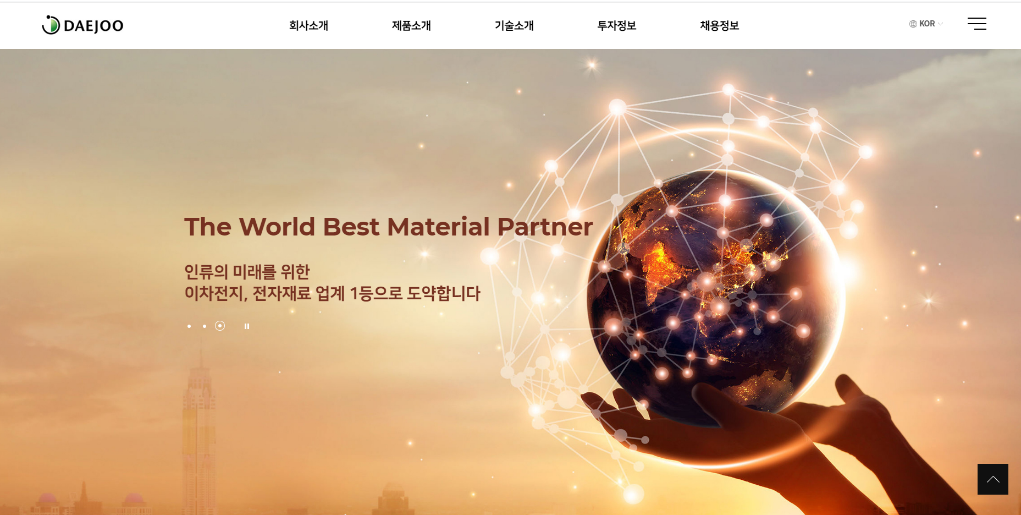 DAEJOO
회사소개
제품소개
기술소개
투자정보
채용정보
KOR
The World Best Material Partner
인류의 미래를 위한
이차전지, 전자재료 업계 1등으로 도약합니다